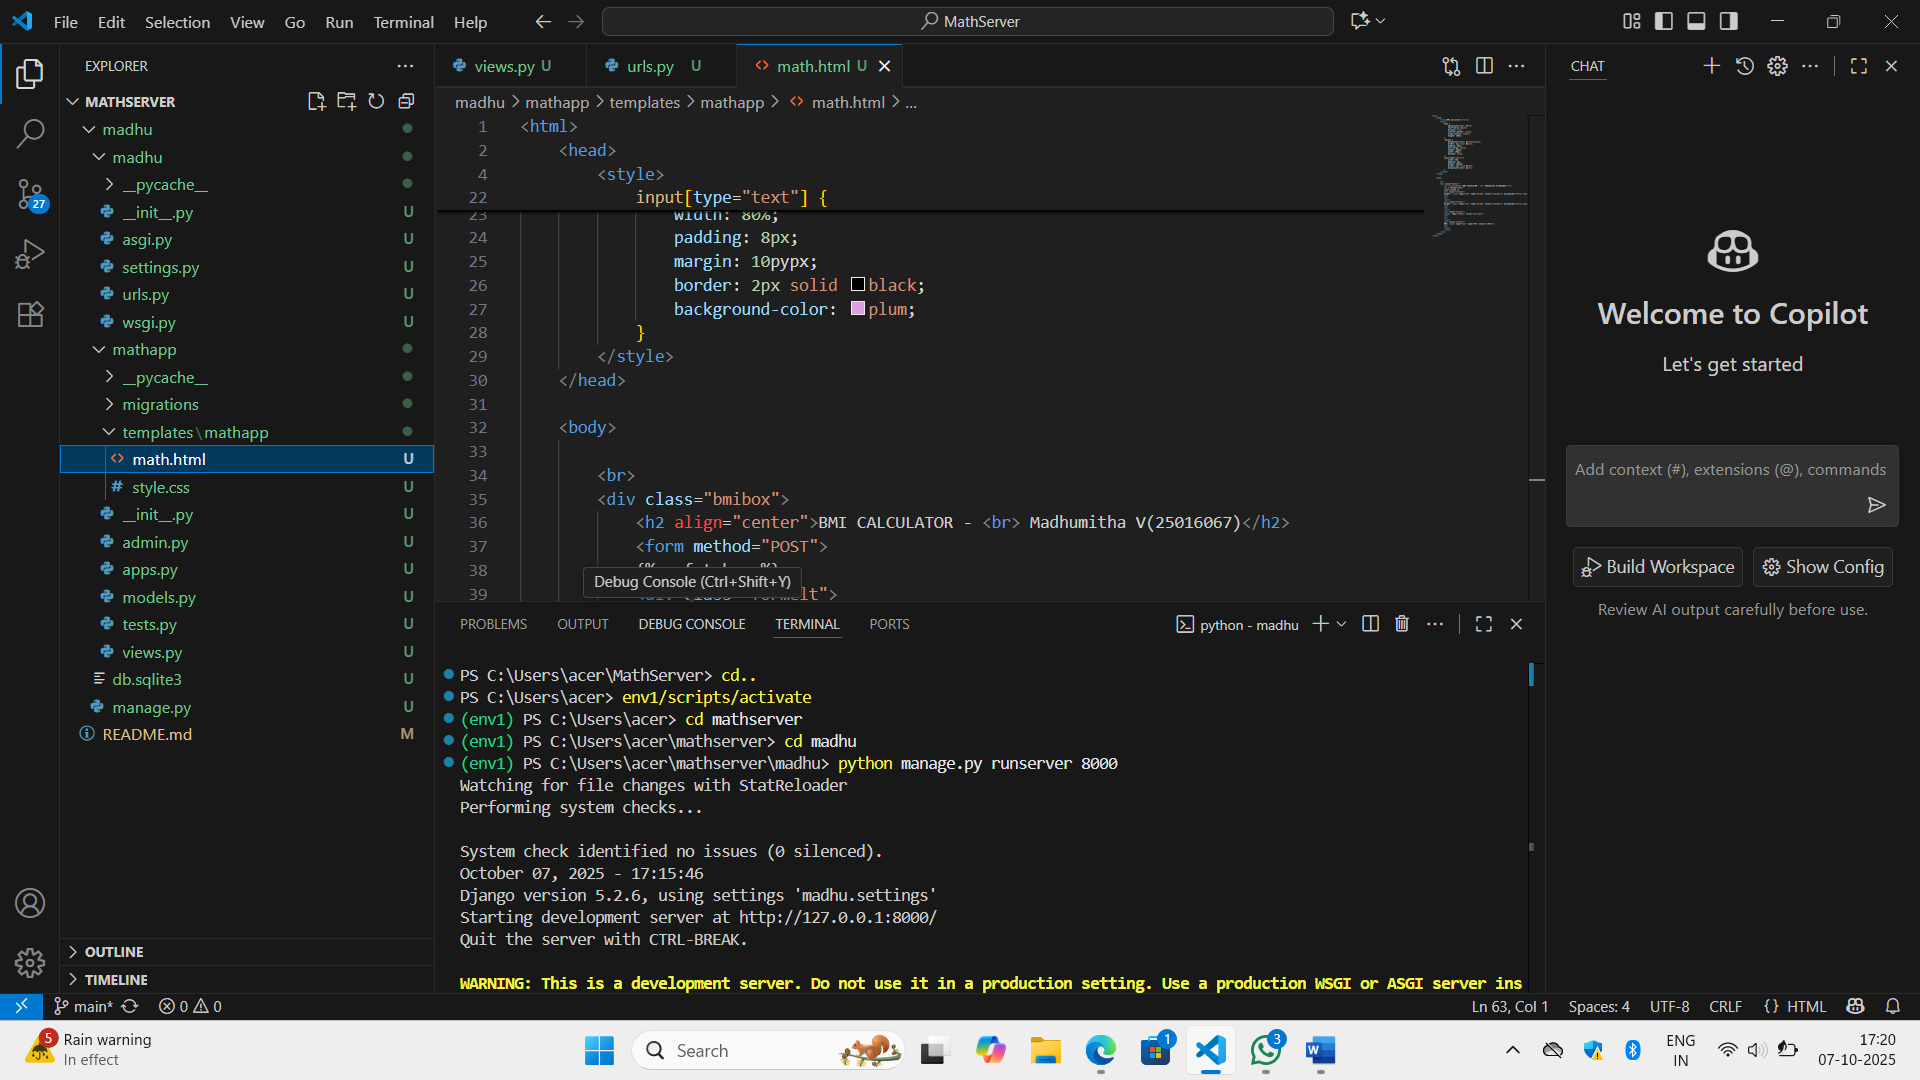 File Edit Selection View Go Run Terminal Help
MathServer
EXPLORER
MATHSERVER
madhu
madhu
__pycache__
__init__.py U
asgi.py U
settings.py U
urls.py U
wsgi.py U
mathapp
__pycache__
migrations
templates\mathapp
math.html U
style.css U
__init__.py U
admin.py U
apps.py U
models.py U
tests.py U
views.py U
db.sqlite3 U
manage.py U
README.md M
27
OUTLINE
TIMELINE
views.py U urls.py U math.html U
madhu > mathapp > templates > mathapp > math.html > ...
1 <html>
2 <head>
4 <style>
22 input[type="text"] {
23 width: 80%;
24 padding: 8px;
25 margin: 10pypx;
26 border: 2px solid black;
27 background-color: plum;
28 }
29 </style>
30 </head>
31
32 <body>
33
34 <br>
35 <div class="bmibox">
36 <h2 align="center">BMI CALCULATOR - <br> Madhumitha V(25016067)</h2>
37 <form method="POST">
38
Debug Console (Ctrl+Shift+Y)
39
PROBLEMS OUTPUT DEBUG CONSOLE TERMINAL PORTS
python - madhu
PS C:\Users\acer\MathServer> cd..
PS C:\Users\acer> env1/scripts/activate
(env1) PS C:\Users\acer> cd mathserver
(env1) PS C:\Users\acer\mathserver> cd madhu
(env1) PS C:\Users\acer\mathserver\madhu> python manage.py runserver 8000
Watching for file changes with StatReloader
Performing system checks...
System check identified no issues (0 silenced).
October 07, 2025 - 17:15:46
Django version 5.2.6, using settings 'madhu.settings'
Starting development server at http://127.0.0.1:8000/
Quit the server with CTRL-BREAK.
WARNING: This is a development server. Do not use it in a production setting. Use a production WSGI or ASGI server ins
CHAT
Welcome to Copilot
Let's get started
Add context (#), extensions (@), commands
Build Workspace
Show Config
Review AI output carefully before use.
main* 0 0
Ln 63, Col 1 Spaces: 4 UTF-8 CRLF {} HTML
5
Rain warning
In effect
Search
1
3
ENG
IN
17:20
07-10-2025